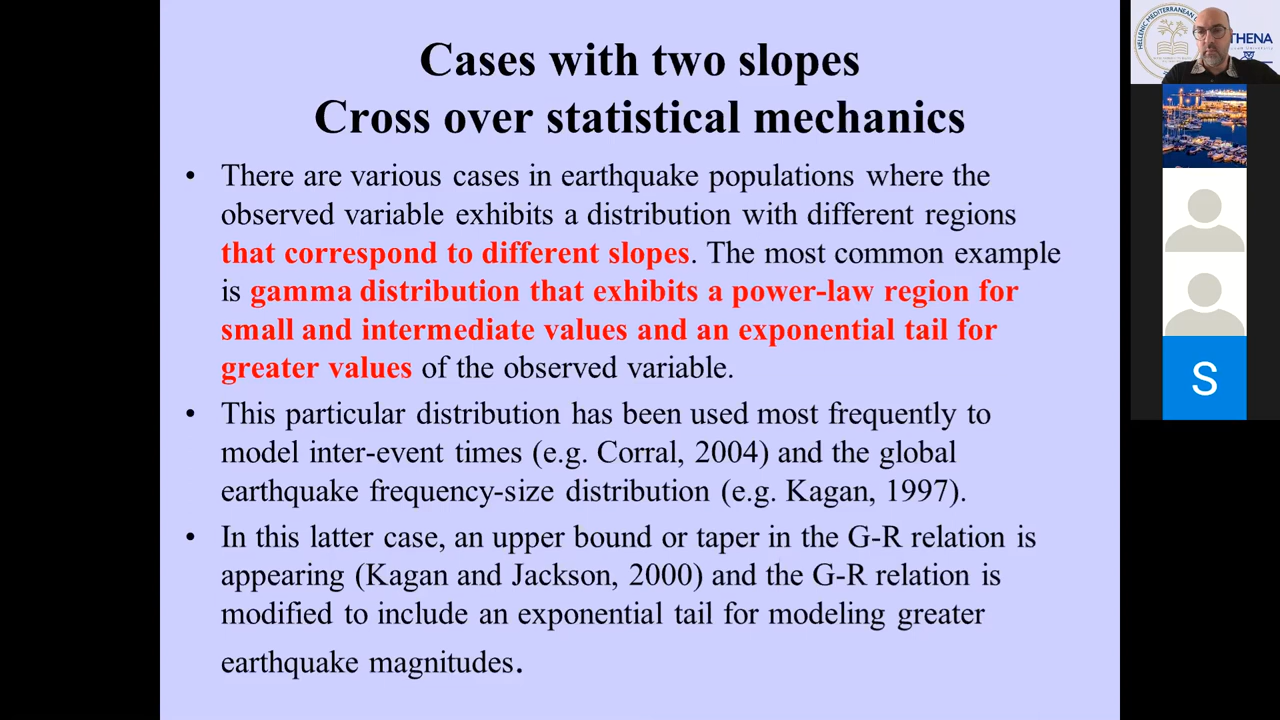 Cases with two slopes
Cross over statistical mechanics
• There are various cases in earthquake populations where the
observed variable exhibits a distribution with different regions
that correspond to different slopes. The most common example
is gamma distribution that exhibits a power-law region for
small and intermediate values and an exponential tail for
greater values of the observed variable.
• This particular distribution has been used most frequently to
model inter-event times (e.g. Corral, 2004) and the global
earthquake frequency-size distribution (e.g. Kagan, 1997).
• In this latter case, an upper bound or taper in the G-R relation is
appearing (Kagan and Jackson, 2000) and the G-R relation is
modified to include an exponential tail for modeling greater
earthquake magnitudes.
HELLENIC MEDITERRANEAN
THENA
S